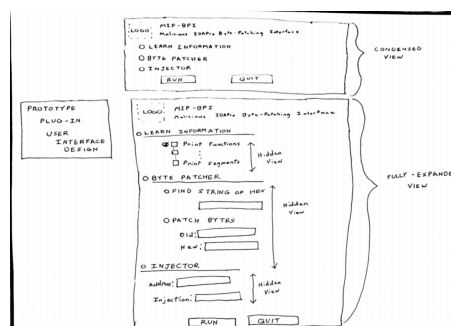 LOGO
MIP-BPI
Malicious IDAPro Byte-Patching Interface
O LEARN INFORMATION
O BYTE PATCHER
O INJECTOR
RUN
QUIT
CONDENSED
VIEW
PROTOTYPE
PLUG-IN
USER
INTERFACE
DESIGN
LOGO
MIP-BPI
Malicious IDAPro Byte-Patching Interface
O LEARN INFORMATION
Print Functions
Print Segments
Hidden
View
O BYTE PATCHER
O FIND STRING OF HEX
O PATCH BYTES
Old:
New:
Hidden
View
O INJECTOR
Address:
Injection:
Hidden
View
RUN
QUIT
FULLY-EXPANDED
VIEW